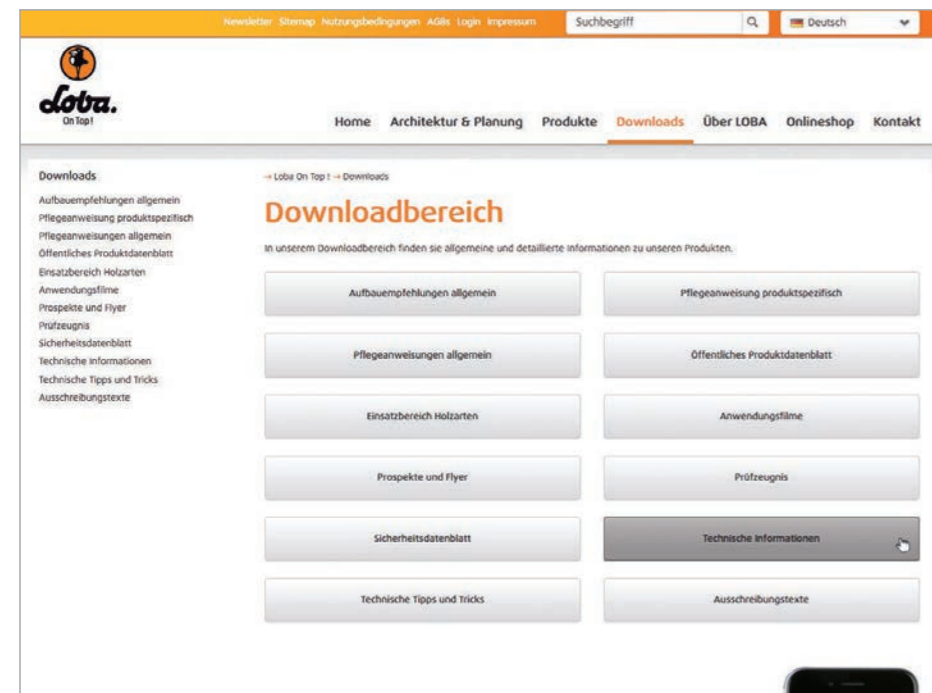 Newsletter Sitemap Nutzungsbedingungen AGBs Login Impressum
Suchbegriff
Deutsch
Loba.
On Top!
Home Architektur & Planung Produkte Downloads Über LOBA Onlineshop Kontakt
Downloads
Aufbauempfehlungen allgemein
Pflegeanweisung produktspezifisch
Pflegeanweisungen allgemein
Öffentliches Produktdatenblatt
Einsatzbereich Holzarten
Anwendungsfilme
Prospekte und Flyer
Prüfzeugnis
Sicherheitsdatenblatt
Technische Informationen
Technische Tipps und Tricks
Ausschreibungstexte
→ Loba On Top ! → Downloads
Downloadbereich
In unserem Downloadbereich finden sie allgemeine und detaillierte Informationen zu unseren Produkten.
Aufbauempfehlungen allgemein
Pflegeanweisung produktspezifisch
Pflegeanweisungen allgemein
Öffentliches Produktdatenblatt
Einsatzbereich Holzarten
Anwendungsfilme
Prospekte und Flyer
Prüfzeugnis
Sicherheitsdatenblatt
Technische Informationen
Technische Tipps und Tricks
Ausschreibungstexte